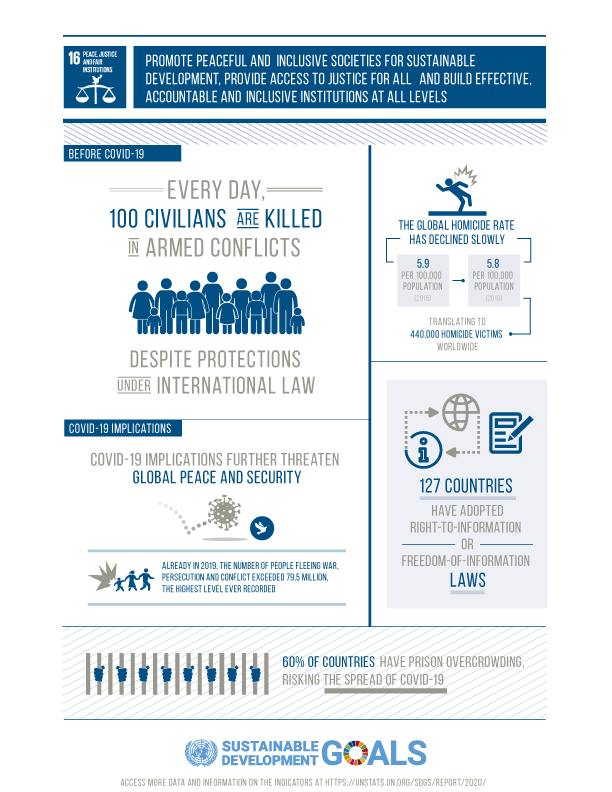 16 PEACE, JUSTICE
AND FAIR
INSTITUTIONS
PROMOTE PEACEFUL AND INCLUSIVE SOCIETIES FOR SUSTAINABLE
DEVELOPMENT, PROVIDE ACCESS TO JUSTICE FOR ALL AND BUILD EFFECTIVE,
ACCOUNTABLE AND INCLUSIVE INSTITUTIONS AT ALL LEVELS
BEFORE COVID-19
EVERY DAY,
100 CIVILIANS ARE KILLED
IN ARMED CONFLICTS
DESPITE PROTECTIONS
UNDER INTERNATIONAL LAW
THE GLOBAL HOMICIDE RATE
HAS DECLINED SLOWLY
5.9
PER 100,000
POPULATION
(2015)
5.8
PER 100,000
POPULATION
(2018)
TRANSLATING TO
440,000 HOMICIDE VICTIMS
WORLDWIDE
COVID-19 IMPLICATIONS
COVID-19 IMPLICATIONS FURTHER THREATEN
GLOBAL PEACE AND SECURITY
ALREADY IN 2019, THE NUMBER OF PEOPLE FLEEING WAR,
PERSECUTION AND CONFLICT EXCEEDED 79.5 MILLION,
THE HIGHEST LEVEL EVER RECORDED
127 COUNTRIES
HAVE ADOPTED
RIGHT-TO-INFORMATION
OR
FREEDOM-OF-INFORMATION
LAWS
60% OF COUNTRIES HAVE PRISON OVERCROWDING,
RISKING THE SPREAD OF COVID-19
SUSTAINABLE
DEVELOPMENT GOALS
ACCESS MORE DATA AND INFORMATION ON THE INDICATORS AT HTTPS://UNSTATS.UN.ORG/SDGS/REPORT/2020/